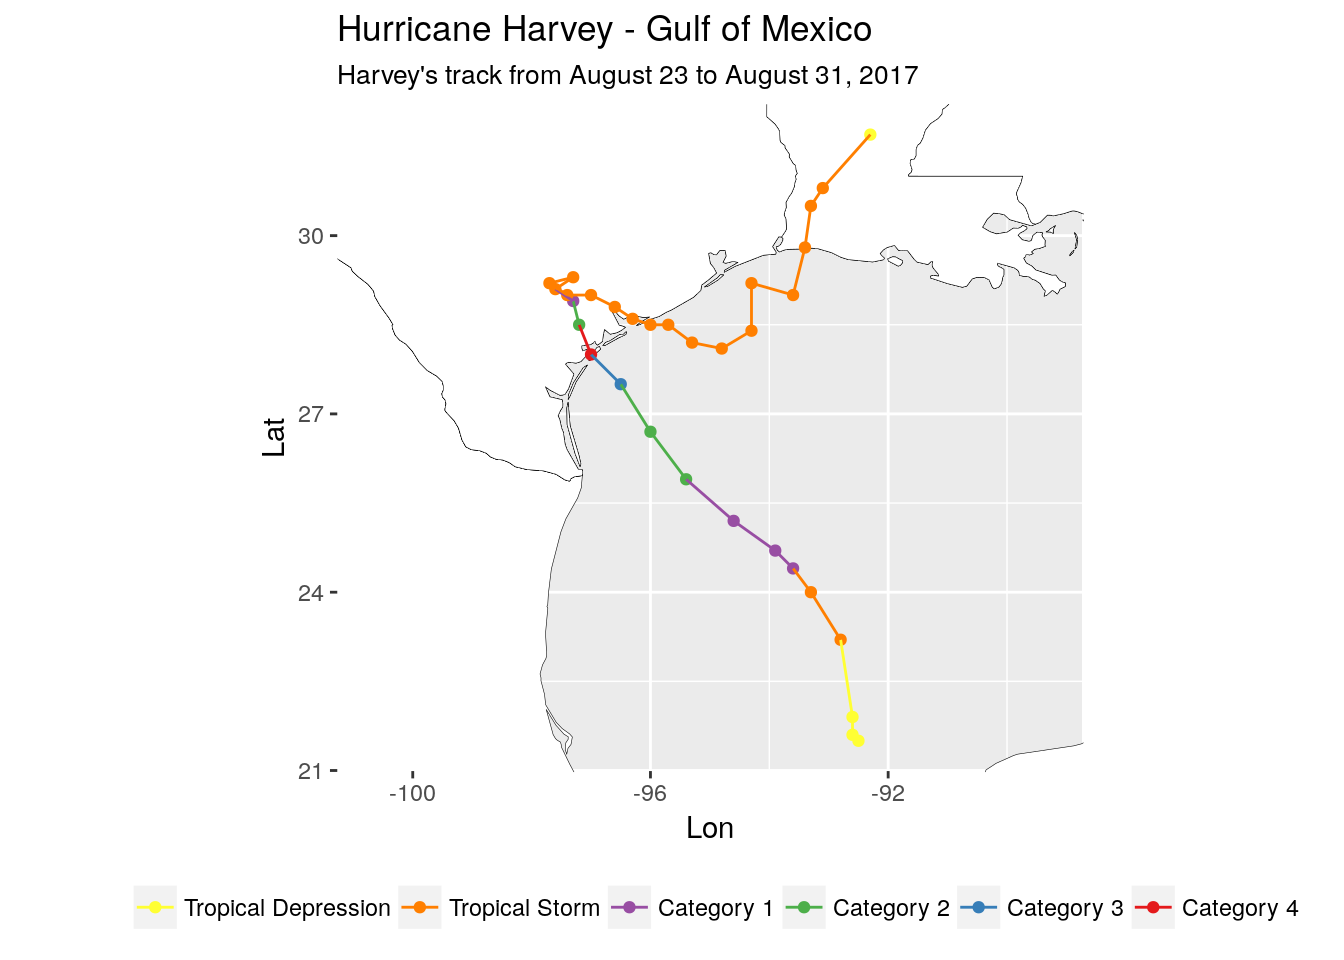 Hurricane Harvey - Gulf of Mexico
Harvey's track from August 23 to August 31, 2017
30
27
24
21
Lat
-100 -96 -92
Lon
Tropical Depression Tropical Storm Category 1 Category 2 Category 3 Category 4